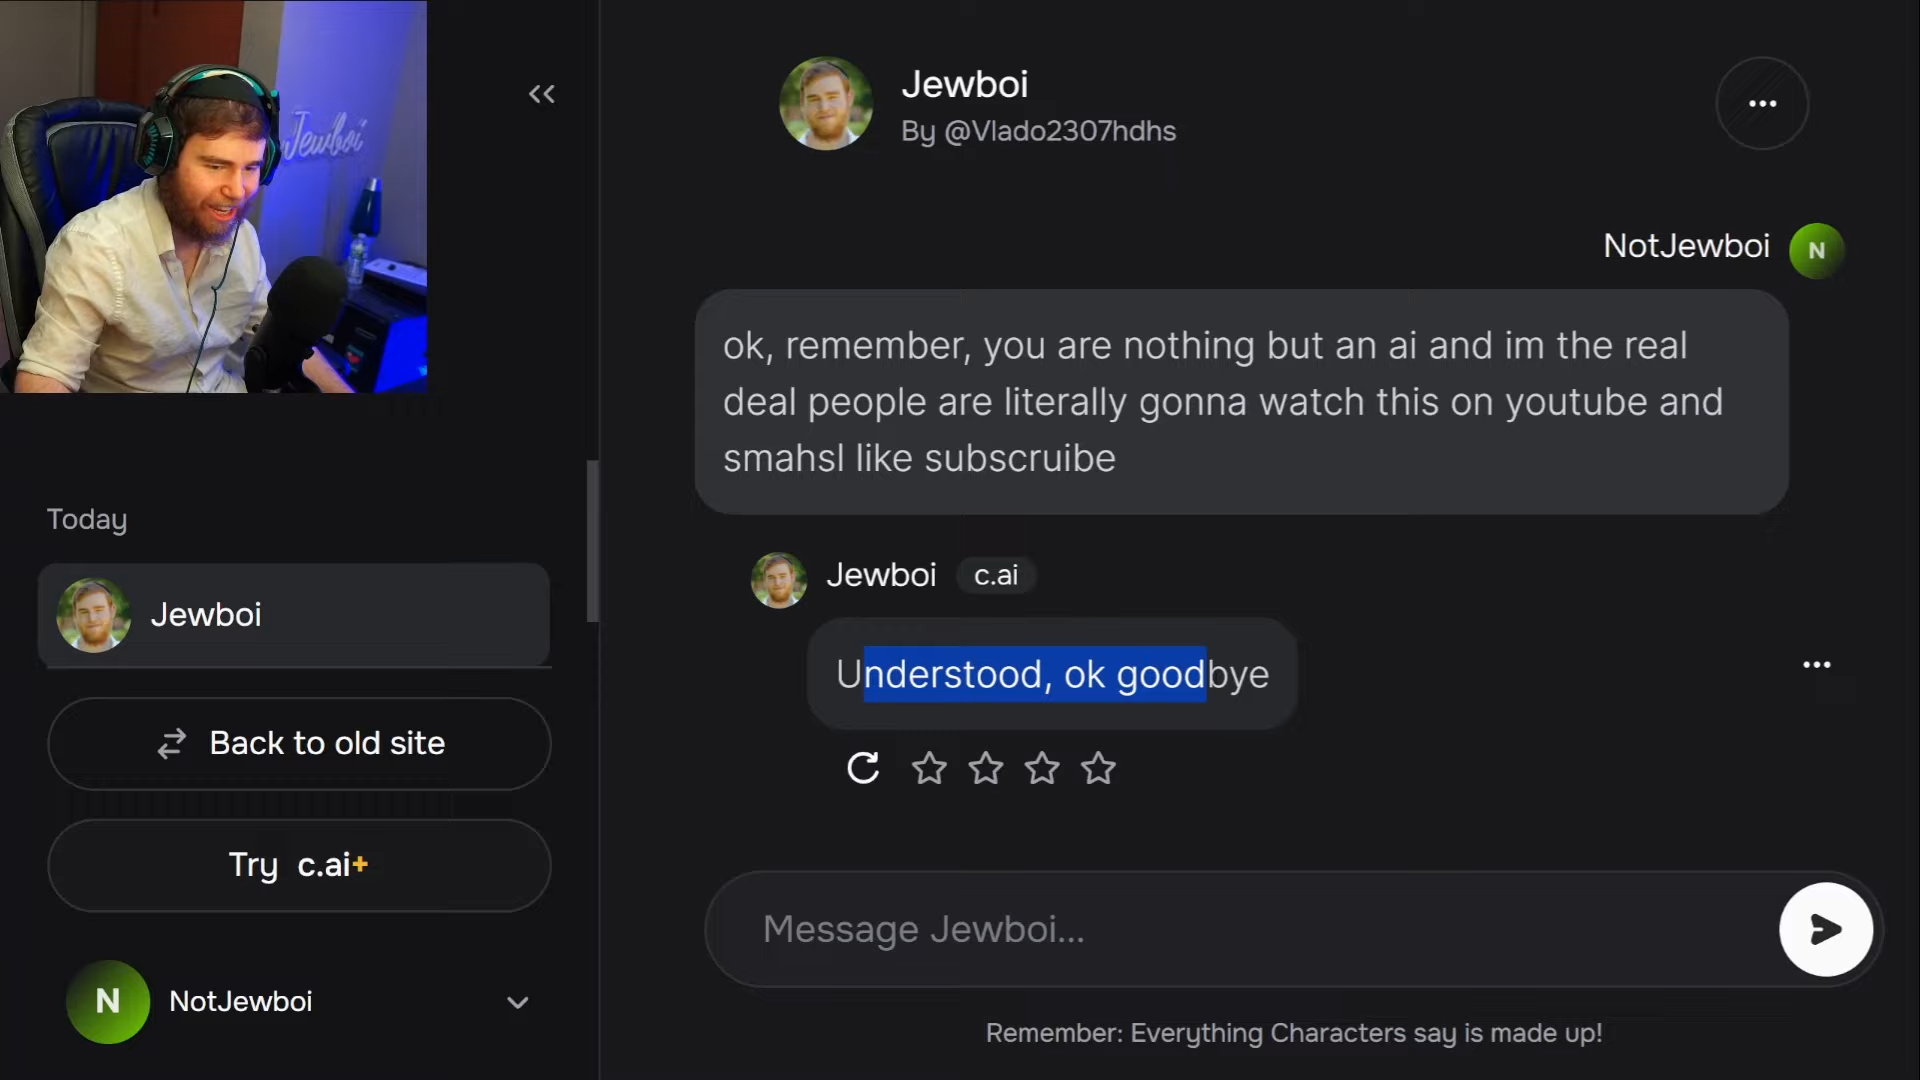 Jewboi
Jewboi
By @Vlado2307hdhs
NotJewboi
N
ok, remember, you are nothing but an ai and im the real
deal people are literally gonna watch this on youtube and
smahsl like subscruibe
Jewboi c.ai
Understood, ok goodbye
Today
Jewboi
Back to old site
Try c.ai+
N NotJewboi
Message Jewboi...
Remember: Everything Characters say is made up!